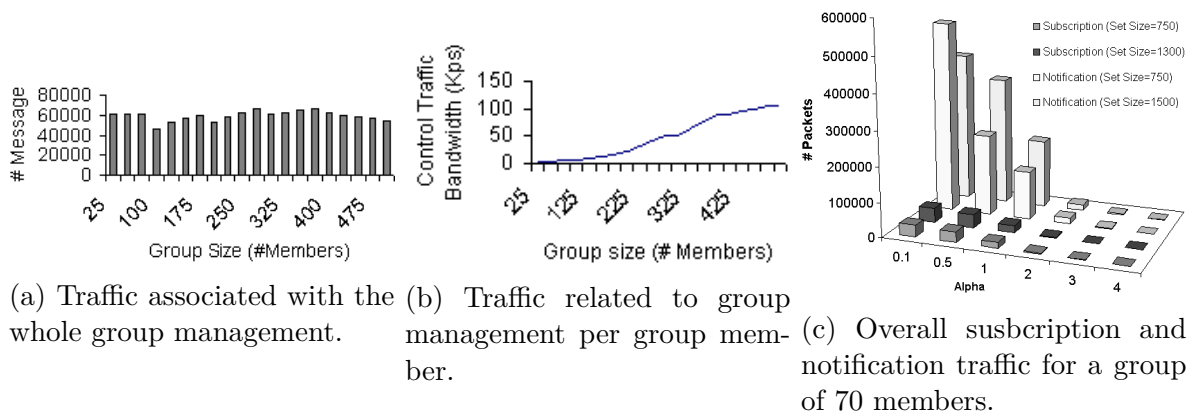 # Message
80000
60000
40000
20000
0
25
100
175
250
325
400
475
Group Size (#Members)
(a) Traffic associated with the
whole group management.
Control Traffic
Bandwidth (Kps)
150
100
50
0
25
125
225
325
425
Group size (# Members)
(b) Traffic related to group
management per group mem-
ber.
# Packets
600000
500000
400000
300000
200000
100000
0
0.1
0.5
1
2
3
4
Alpha
Subscription (Set Size=750)
Subscription (Set Size=1300)
Notification (Set Size=750)
Notification (Set Size=1500)
(c) Overall susbcription and
notification traffic for a group
of 70 members.